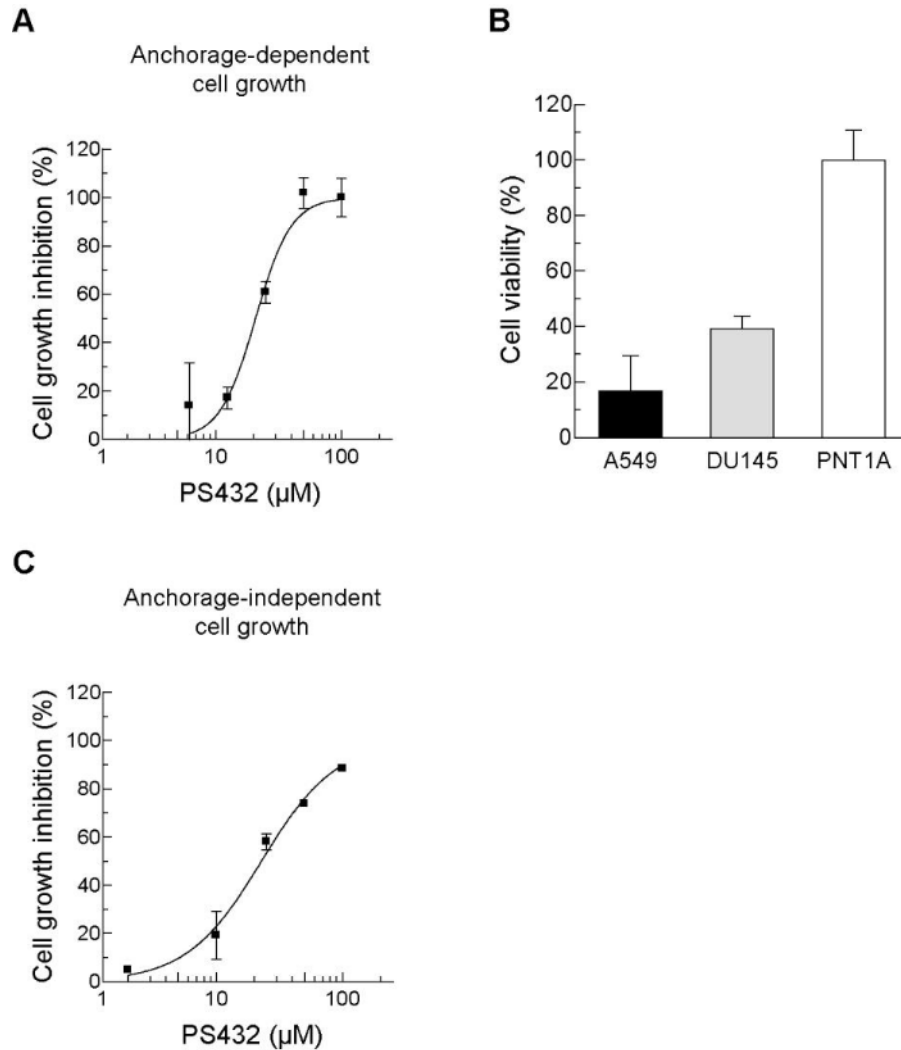 A
Anchorage-dependent
cell growth
Cell growth inhibition (%)
120
100
80
60
40
20
0
1
10
100
PS432 (µM)
B
Cell viability (%)
120
100
80
60
40
20
0
A549
DU145
PNT1A
C
Anchorage-independent
cell growth
Cell growth inhibition (%)
120
100
80
60
40
20
0
1
10
100
PS432 (µM)